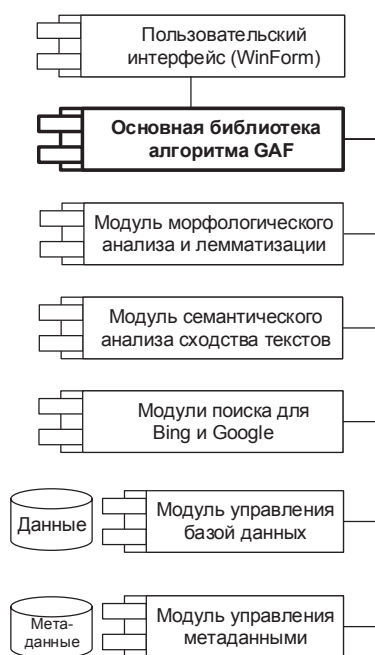 Пользовательский
интерфейс (WinForm)
Основная библиотека
алгоритма GAF
Модуль морфологического
анализа и лемматизации
Модуль семантического
анализа сходства текстов
Модули поиска для
Bing и Google
Данные
Модуль управления
базой данных
Мета-
данные
Модуль управления
метаданными